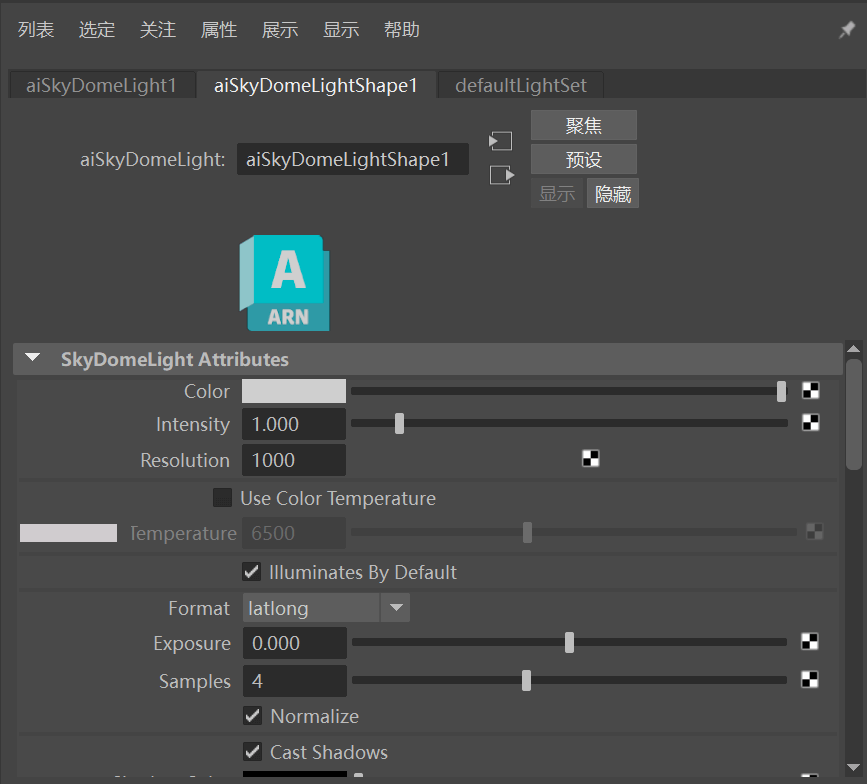 列表 选定 关注 属性 展示 显示 帮助
aiSkyDomeLight1 aiSkyDomeLightShape1 defaultLightSet
聚焦
aiSkyDomeLight: aiSkyDomeLightShape1 预设
显示 隐藏
A
ARN
SkyDomeLight Attributes
Color
Intensity 1.000
Resolution 1000
Use Color Temperature
Temperature 6500
Illuminates By Default
Format latlong
Exposure 0.000
Samples 4
Normalize
Cast Shadows